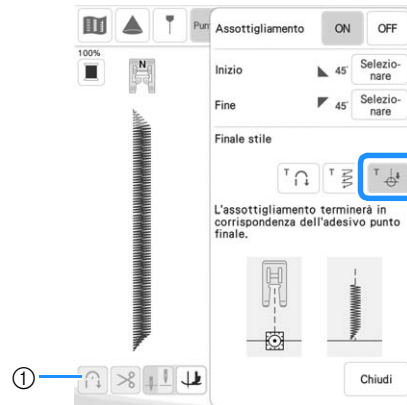 Pun
Assottigliamento
ON
OFF
100%
N
Inizio
45°
Selezio-
nare
Fine
45°
Selezio-
nare
Finale stile
T
T
T
L'assottigliamento terminerà in
corrispondenza dell'adesivo punto
finale.
①
Chiudi